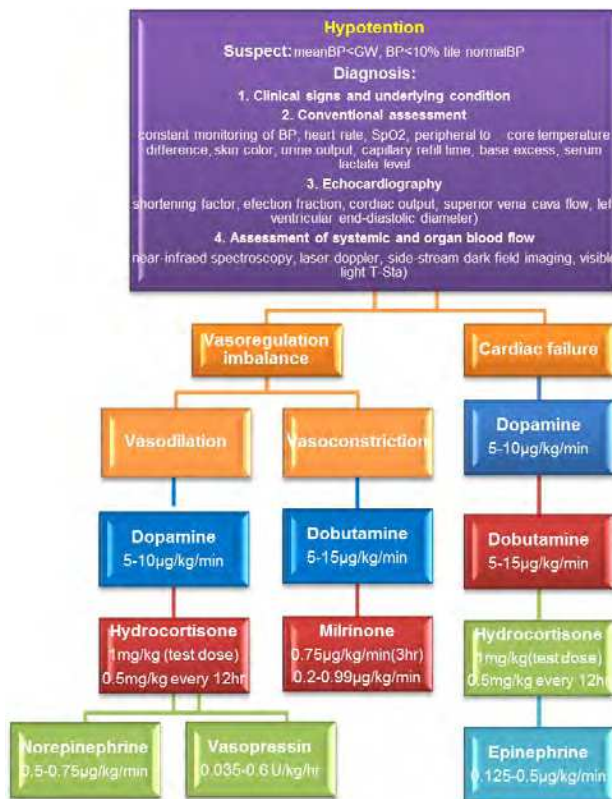 Hypotention
Suspect: meanBP<GW, BP<10% tile normalBP
Diagnosis:
1. Clinical signs and underlying condition
2. Conventional assessment
constant monitoring of BP, heart rate, SpO2, peripheral to core temperature
difference, skin color, urine output, capillary refill time, base excess, serum
lactate level
3. Echocardiography
shortening factor, efection fraction, cordiac output, superior vena cava flow, left
ventricular end-diastolic diameter)
4. Assessment of systemic and organ blood flow
near-infraed spectroscopy, laser doppler, side-stream dark field imaging, visible
light T-Sta)
Vasoregulation
imbalance
Cardiac failure
Vasodilation
Vasoconstriction
Dopamine
5-10µg/kg/min
Dopamine
5-10µg/kg/min
Dobutamine
5-15µg/kg/min
Dobutamine
5-15µg/kg/min
Hydrocortisone
1mg/kg (test dose)
0.5mg/kg every 12hr
Milrinone
0.75µg/kg/min(3hr)
0.2-0.99µg/kg/min
Hydrocortisone
1mg/kg(test dose)
0.5mg/kg every 12hr
Norepinephrine
0.5-0.75µg/kg/min
Vasopressin
0.035-0.6 U/kg/hr
Epinephrine
0.125-0.5µg/kg/min